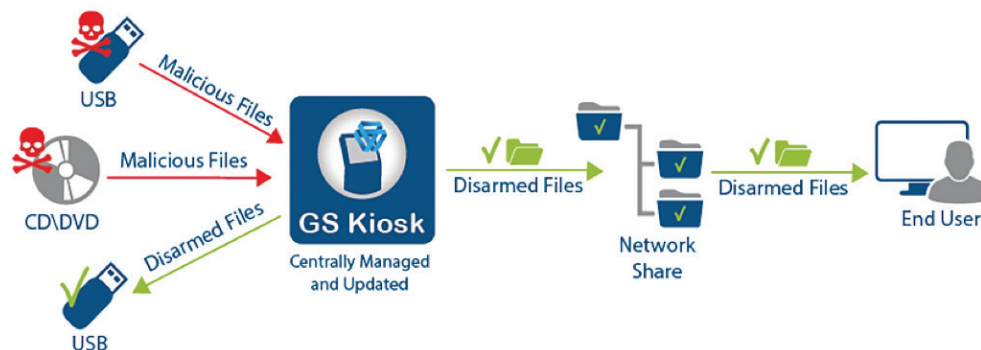 USB
Malicious Files
CD\DVD
Malicious Files
Disarmed Files
USB
GS Kiosk
Centrally Managed
and Updated
Disarmed Files
Network
Share
Disarmed Files
End User